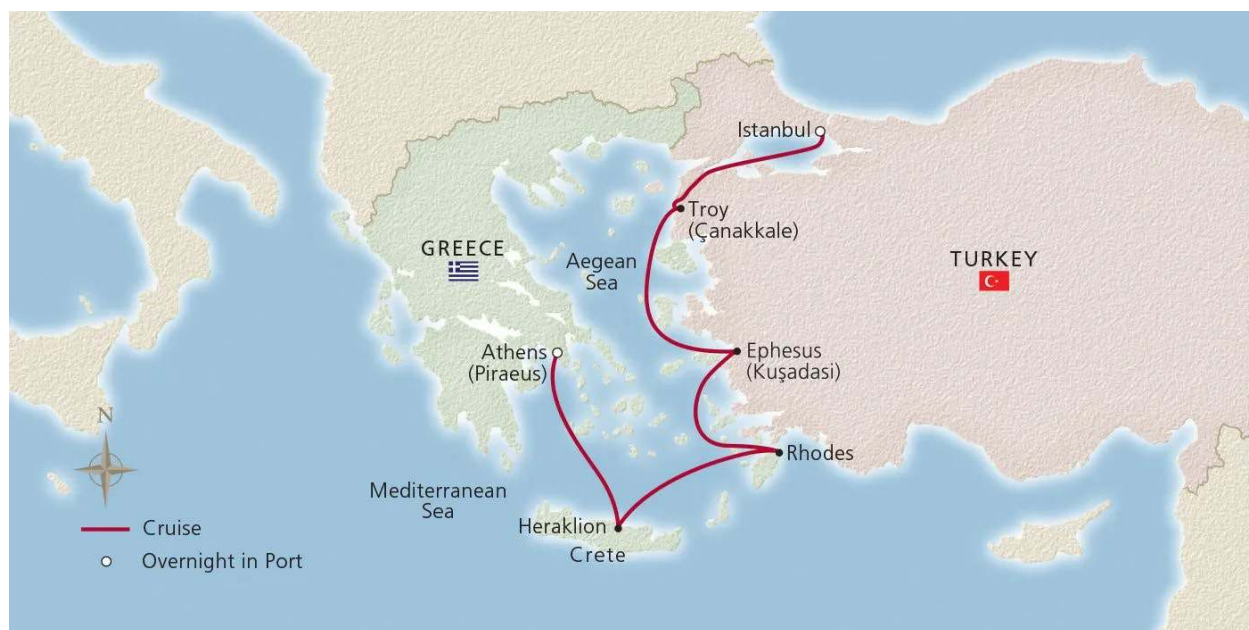 Istanbul
Troy
(Çanakkale)
GREECE
Aegean
Sea
TURKEY
Athens
(Piraeus)
Ephesus
(Kuşadasi)
Rhodes
N
Mediterranean
Sea
Heraklion
Crete
Cruise
Overnight in Port